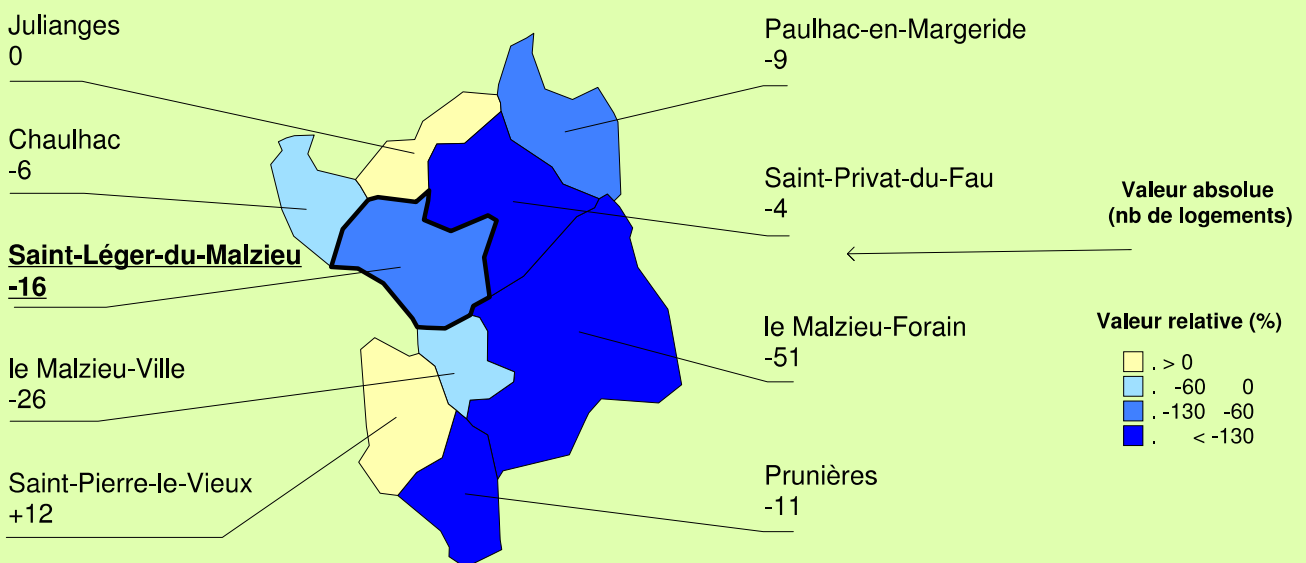 Julianges
0
Chaulhac
-6
Saint-Léger-du-Malzieu
-16
le Malzieu-Ville
-26
Saint-Pierre-le-Vieux
+12
Paulhac-en-Margeride
-9
Saint-Privat-du-Fau
-4
le Malzieu-Forain
-51
Prunières
-11
Valeur absolue
(nb de logements)
Valeur relative (%)
. > 0
. -60 0
. -130 -60
. < -130